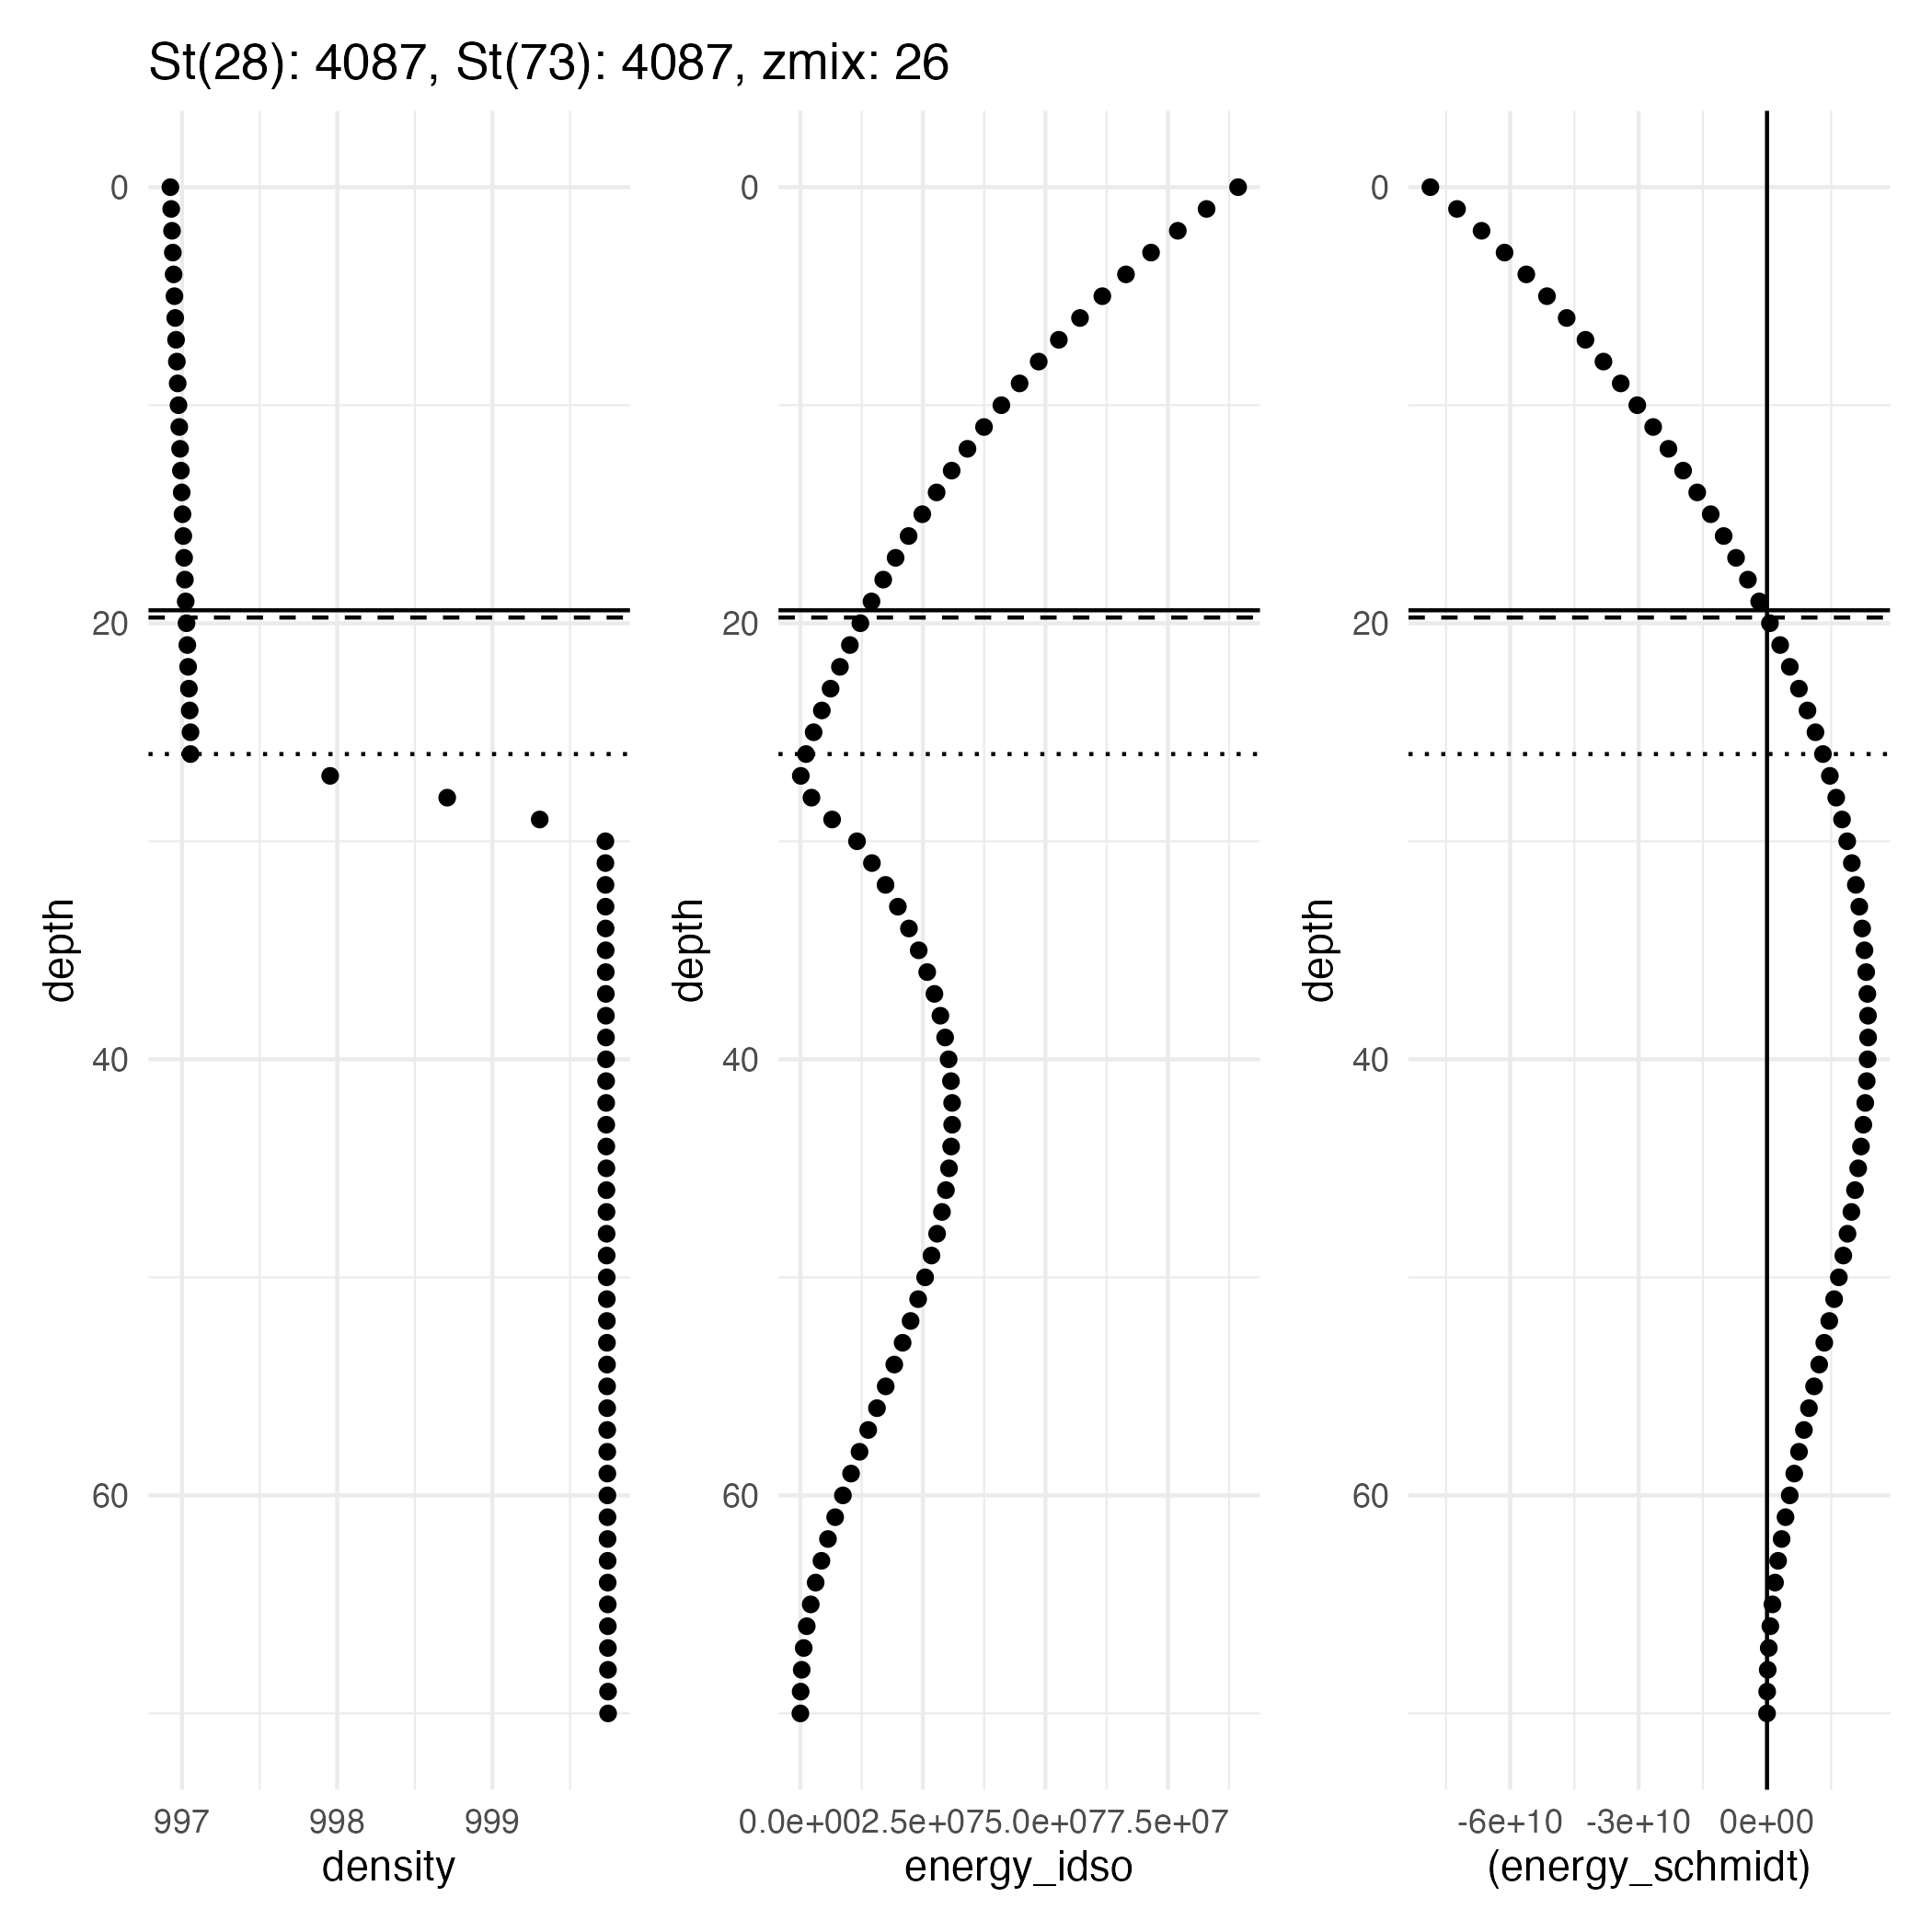 St(28): 4087, St(73): 4087, zmix: 26
0
20
40
60
depth
997 998 999
density
0
20
40
60
depth
0.0e+002.5e+075.0e+077.5e+07
energy_idso
0
20
40
60
depth
-6e+10 -3e+10 0e+00
(energy_schmidt)